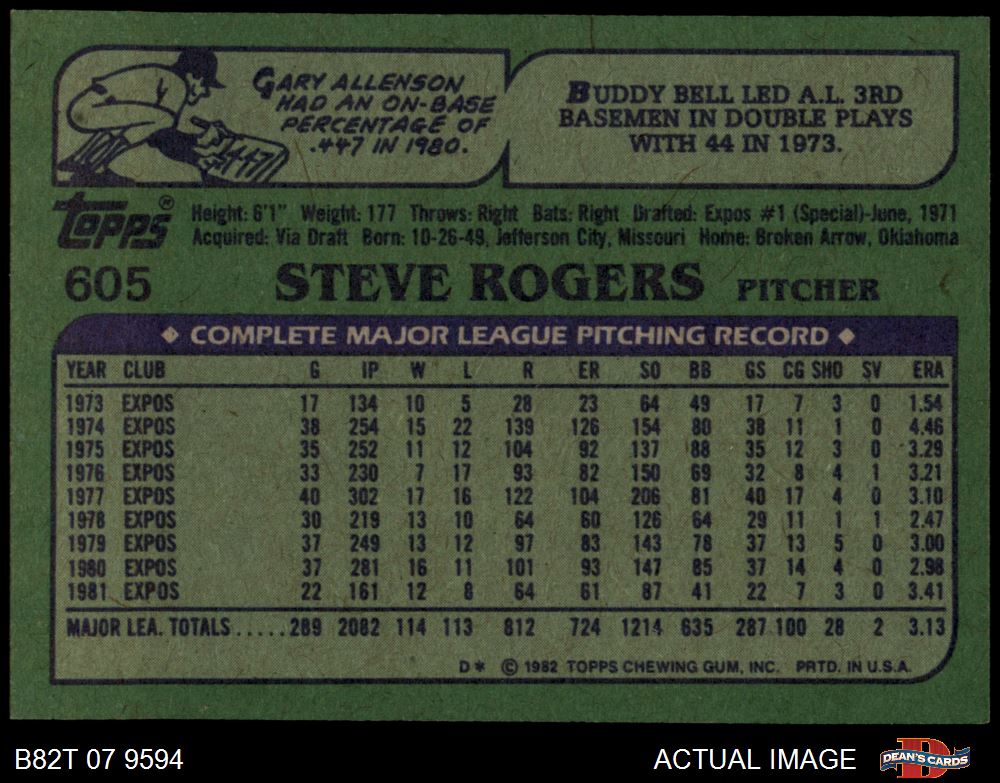 GARY ALLENSON
HAD AN ON-BASE
PERCENTAGE OF
.447 IN 1980.
.447
BUDDY BELL LED A.L. 3RD
BASEMEN IN DOUBLE PLAYS
WITH 44 IN 1973.
topps®
Height: 6'1" Weight: 177 Throws: Right Bats: Right Drafted: Expos #1 (Special)-June, 1971
Acquired: Via Draft Born: 10-26-49, Jefferson City, Missouri Home: Broken Arrow, Oklahoma
605 STEVE ROGERS PITCHER
◆ COMPLETE MAJOR LEAGUE PITCHING RECORD ◆
YEAR CLUB G IP W L R ER SO BB GS CG SHO SV ERA
1973 EXPOS 17 134 10 5 28 23 64 49 17 7 3 0 1.54
1974 EXPOS 38 254 15 22 139 126 154 80 38 11 1 0 4.46
1975 EXPOS 35 252 11 12 104 92 137 88 35 12 3 0 3.29
1976 EXPOS 33 230 7 17 93 82 150 69 32 8 4 1 3.21
1977 EXPOS 40 302 17 16 122 104 206 81 40 17 4 0 3.10
1978 EXPOS 30 219 13 10 64 60 126 64 29 11 1 1 2.47
1979 EXPOS 37 249 13 12 97 83 143 78 37 13 5 0 3.00
1980 EXPOS 37 281 16 11 101 93 147 85 37 14 4 0 2.98
1981 EXPOS 22 161 12 8 64 61 87 41 22 7 3 0 3.41
MAJOR LEA. TOTALS.....289 2082 114 113 812 724 1214 635 287 100 28 2 3.13
D* © 1982 TOPPS CHEWING GUM, INC. PRTD. IN U.S.A.
B82T 07 9594 ACTUAL IMAGE DEAN'S CARDS